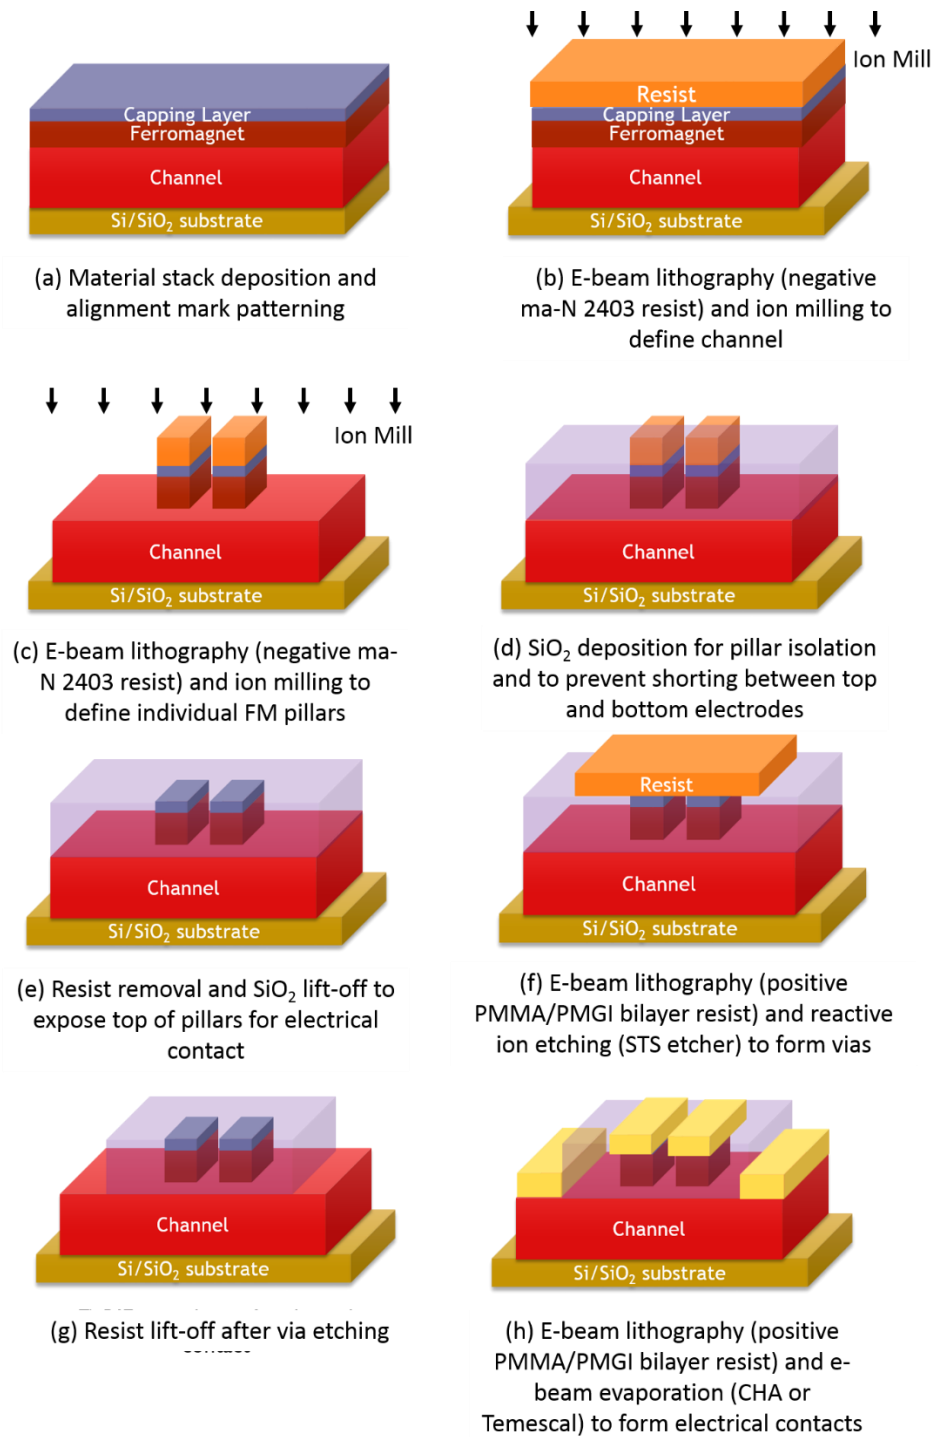 Capping Layer
Ferromagnet
Channel
Si/SiO₂ substrate
(a) Material stack deposition and
alignment mark patterning
Ion Mill
Resist
Capping Layer
Ferromagnet
Channel
Si/SiO₂ substrate
(b) E-beam lithography (negative
ma-N 2403 resist) and ion milling to
define channel
Ion Mill
Channel
Si/SiO₂ substrate
(c) E-beam lithography (negative ma-
N 2403 resist) and ion milling to
define individual FM pillars
Channel
Si/SiO₂ substrate
(d) SiO₂ deposition for pillar isolation
and to prevent shorting between top
and bottom electrodes
Channel
Si/SiO₂ substrate
(e) Resist removal and SiO₂ lift-off to
expose top of pillars for electrical
contact
Resist
Channel
Si/SiO₂ substrate
(f) E-beam lithography (positive
PMMA/PMGI bilayer resist) and reactive
ion etching (STS etcher) to form vias
Channel
Si/SiO₂ substrate
(g) Resist lift-off after via etching
Channel
Si/SiO₂ substrate
(h) E-beam lithography (positive
PMMA/PMGI bilayer resist) and e-
beam evaporation (CHA or
Temescal) to form electrical contacts